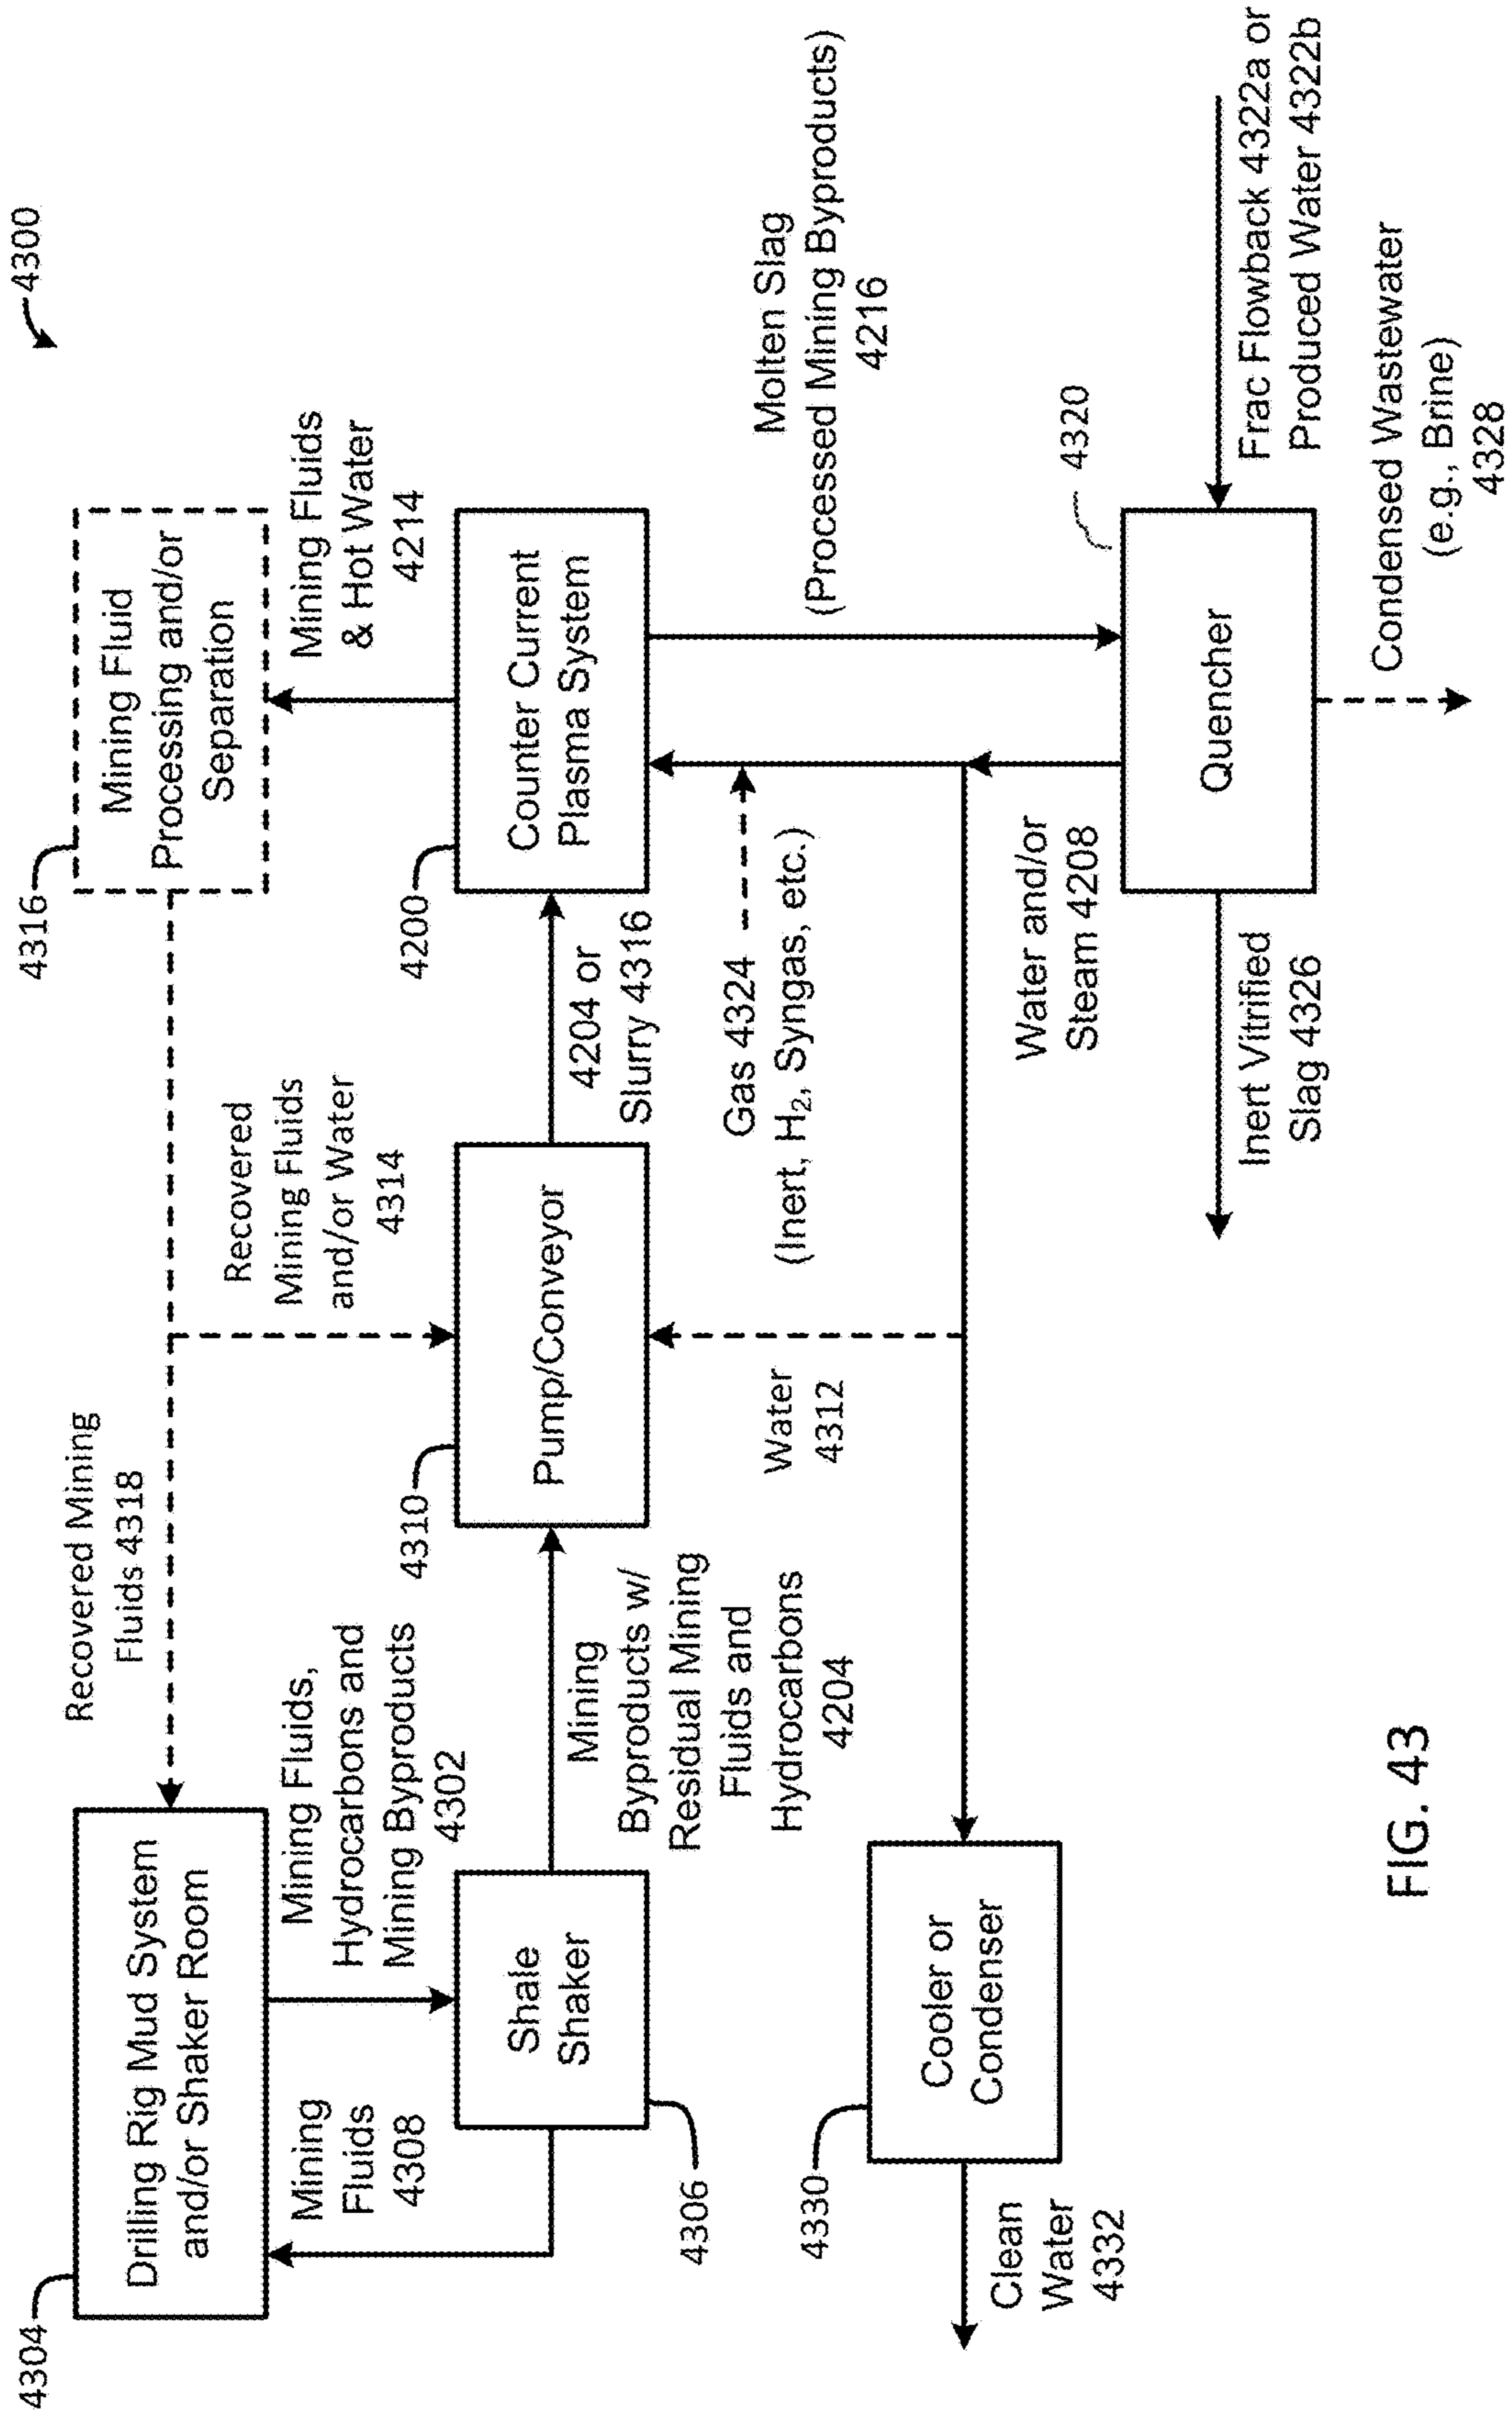 4300
4304
Drilling Rig Mud System
and/or Shaker Room
Recovered Mining
Fluids 4318
4316
Mining Fluid
Processing and/or
Separation
Mining
Fluids
4308
Mining Fluids,
Hydrocarbons and
Mining Byproducts
4302
Recovered
Mining Fluids
and/or Water
4314
Mining Fluids
& Hot Water
4214
4306
Shale
Shaker
Mining
Byproducts w/
Residual Mining
Fluids and
Hydrocarbons
4204
4310
Pump/Conveyor
4204 or
Slurry 4316
4200
Counter Current
Plasma System
Water
4312
Gas 4324
(Inert, H₂, Syngas, etc.)
Molten Slag
(Processed Mining Byproducts)
4216
4330
Cooler or
Condenser
Clean
Water
4332
Water and/or
Steam 4208
4320
Quencher
Inert Vitrified
Slag 4326
Frac Flowback 4322a or
Produced Water 4322b
Condensed Wastewater
(e.g., Brine)
4328
FIG. 43